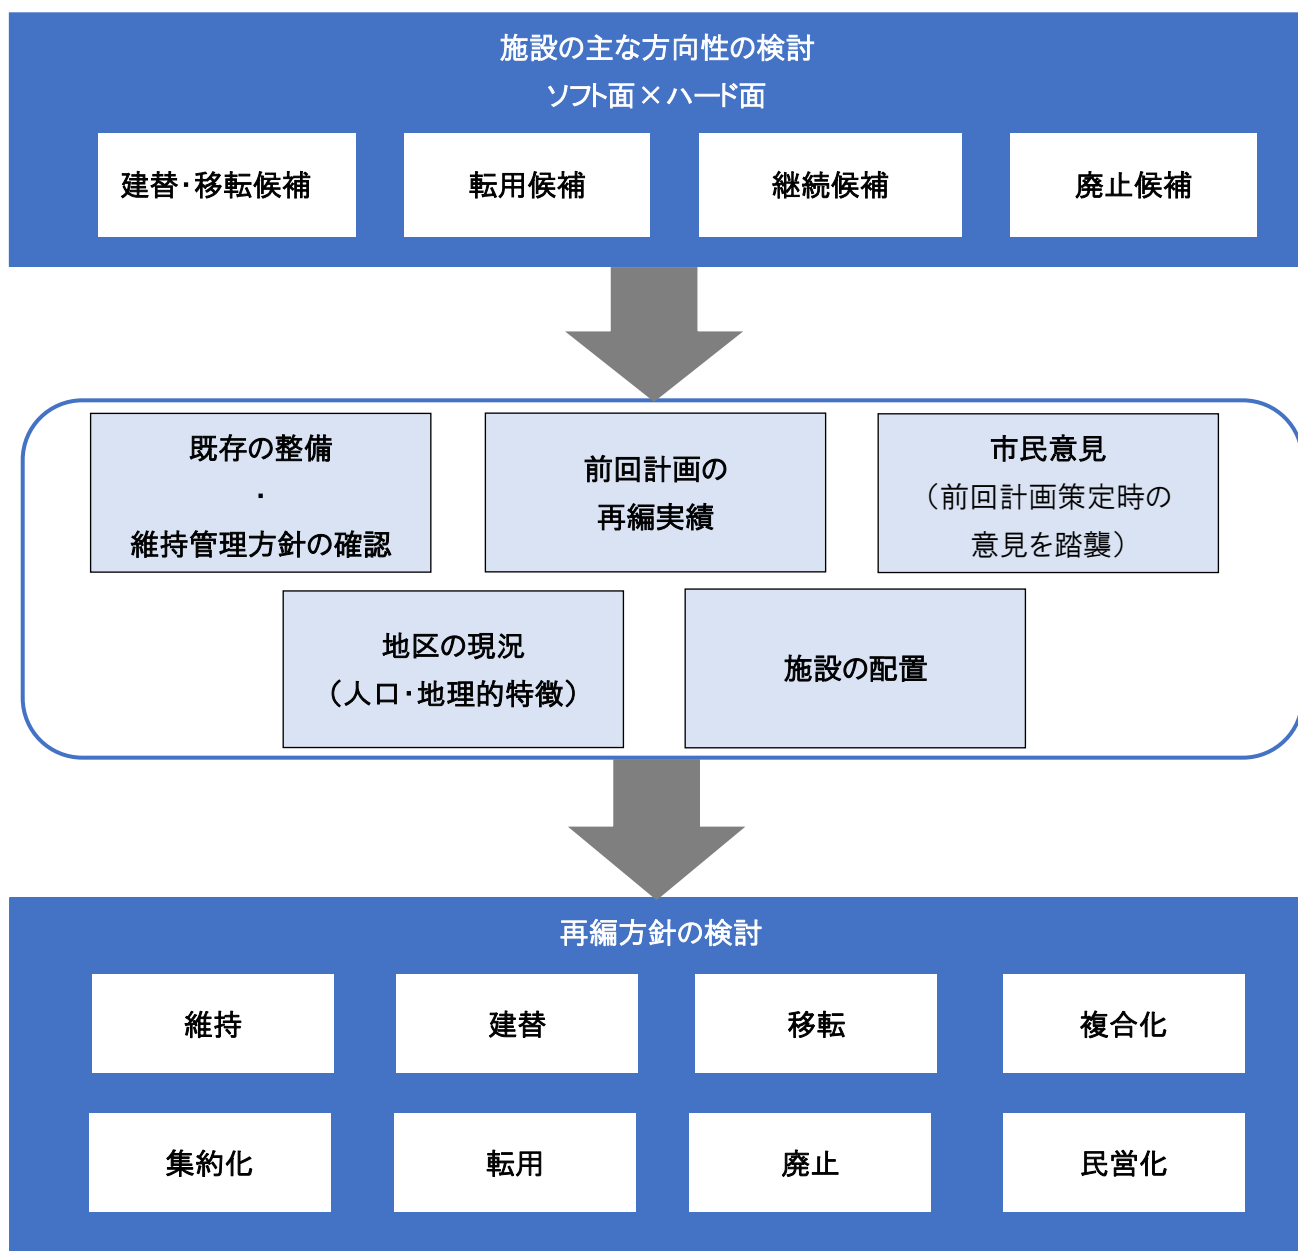 施設の主な方向性の検討
ソフト面×ハード面
建替・移転候補
転用候補
継続候補
廃止候補
既存の整備
・
維持管理方針の確認
前回計画の
再編実績
市民意見
（前回計画策定時の
意見を踏襲）
地区の現況
（人口・地理的特徴）
施設の配置
再編方針の検討
維持
建替
移転
複合化
集約化
転用
廃止
民営化